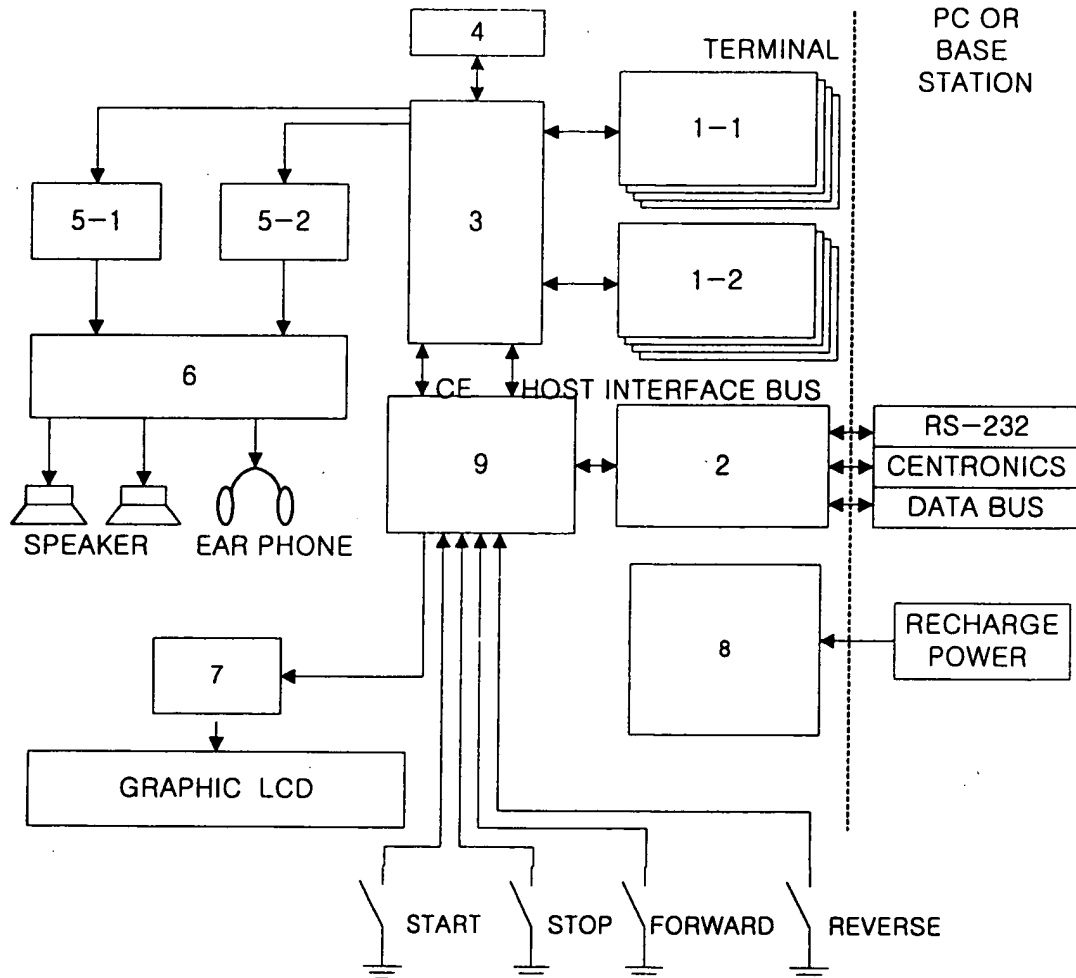 4
TERMINAL
PC OR
BASE
STATION
1-1
5-1
5-2
3
1-2
6
CE
HOST INTERFACE BUS
9
2
RS-232
CENTRONICS
DATA BUS
SPEAKER
EAR PHONE
7
8
RECHARGE
POWER
GRAPHIC LCD
START
STOP
FORWARD
REVERSE